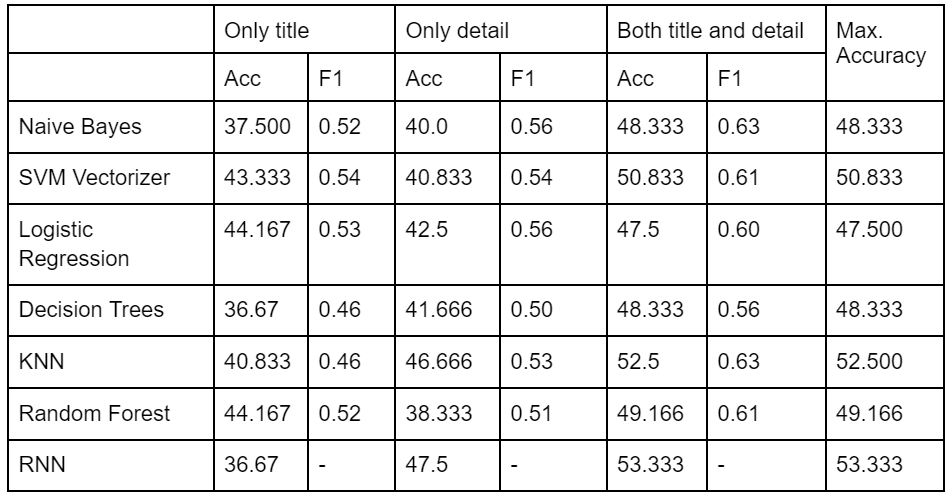 Only title Only detail Both title and detail Max. Accuracy
Acc F1 Acc F1 Acc F1
Naive Bayes 37.500 0.52 40.0 0.56 48.333 0.63 48.333
SVM Vectorizer 43.333 0.54 40.833 0.54 50.833 0.61 50.833
Logistic Regression 44.167 0.53 42.5 0.56 47.5 0.60 47.500
Decision Trees 36.67 0.46 41.666 0.50 48.333 0.56 48.333
KNN 40.833 0.46 46.666 0.53 52.5 0.63 52.500
Random Forest 44.167 0.52 38.333 0.51 49.166 0.61 49.166
RNN 36.67 - 47.5 - 53.333 - 53.333